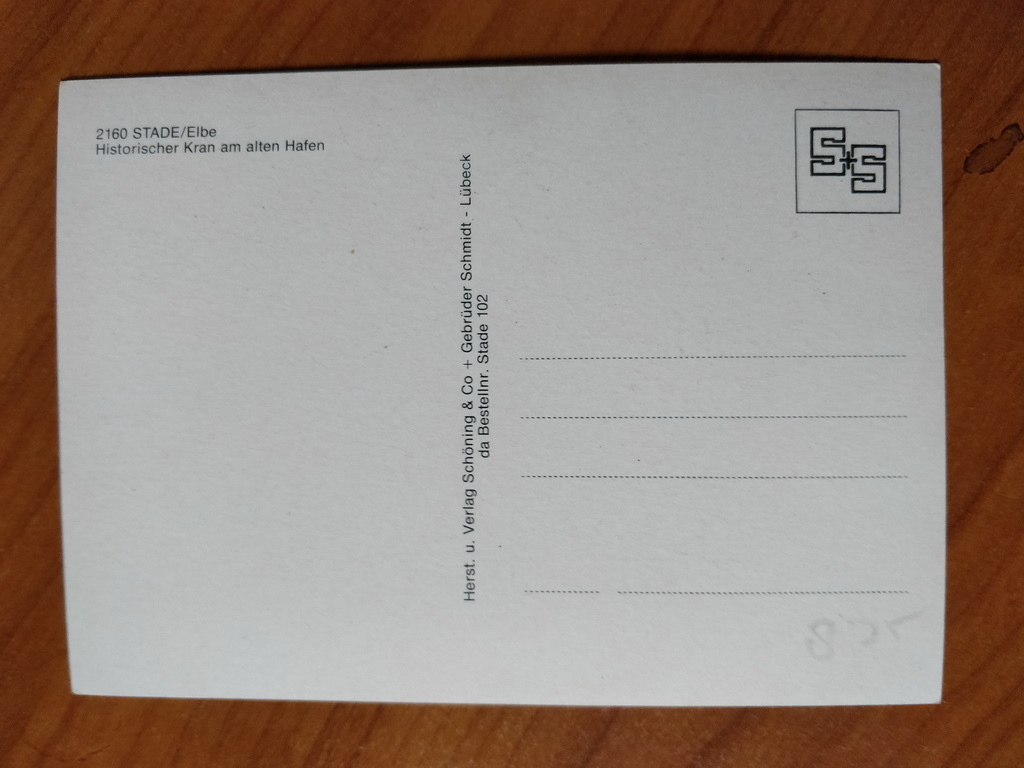 2160 STADE/Elbe
Historischer Kran am alten Hafen
Herst. u. Verlag Schöning & Co + Gebrüder Schmidt - Lübeck
da Bestellnr. Stade 102
S+S